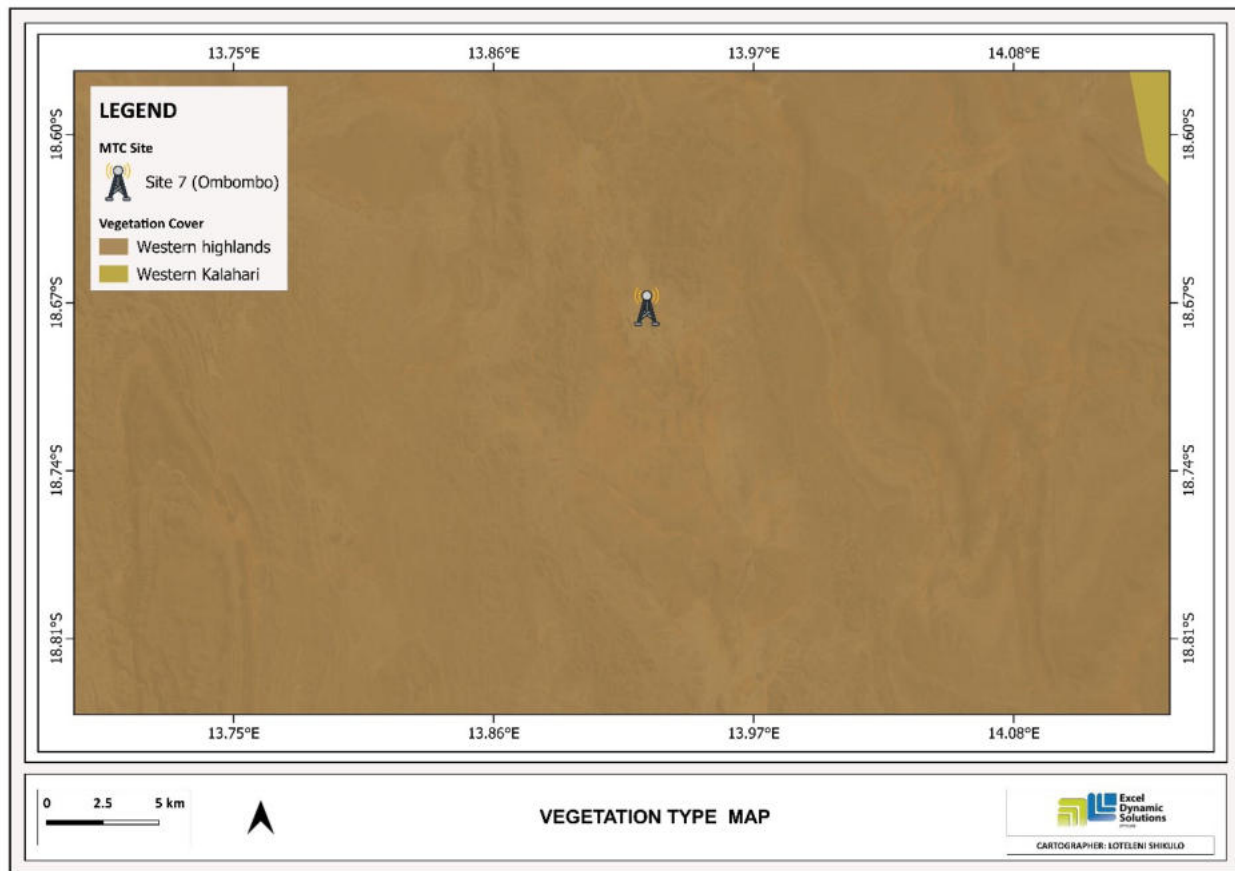 13.75°E 13.86°E 13.97°E 14.08°E
LEGEND
MTC Site
Site 7 (Ombombo)
Vegetation Cover
Western highlands
Western Kalahari
18.60°S 18.60°S
18.67°S 18.67°S
18.74°S 18.74°S
18.81°S 18.81°S
13.75°E 13.86°E 13.97°E 14.08°E
0 2.5 5 km
VEGETATION TYPE MAP
Excel
Dynamic
Solutions
CARTOGRAPHER: LOTELENI SHIKULO